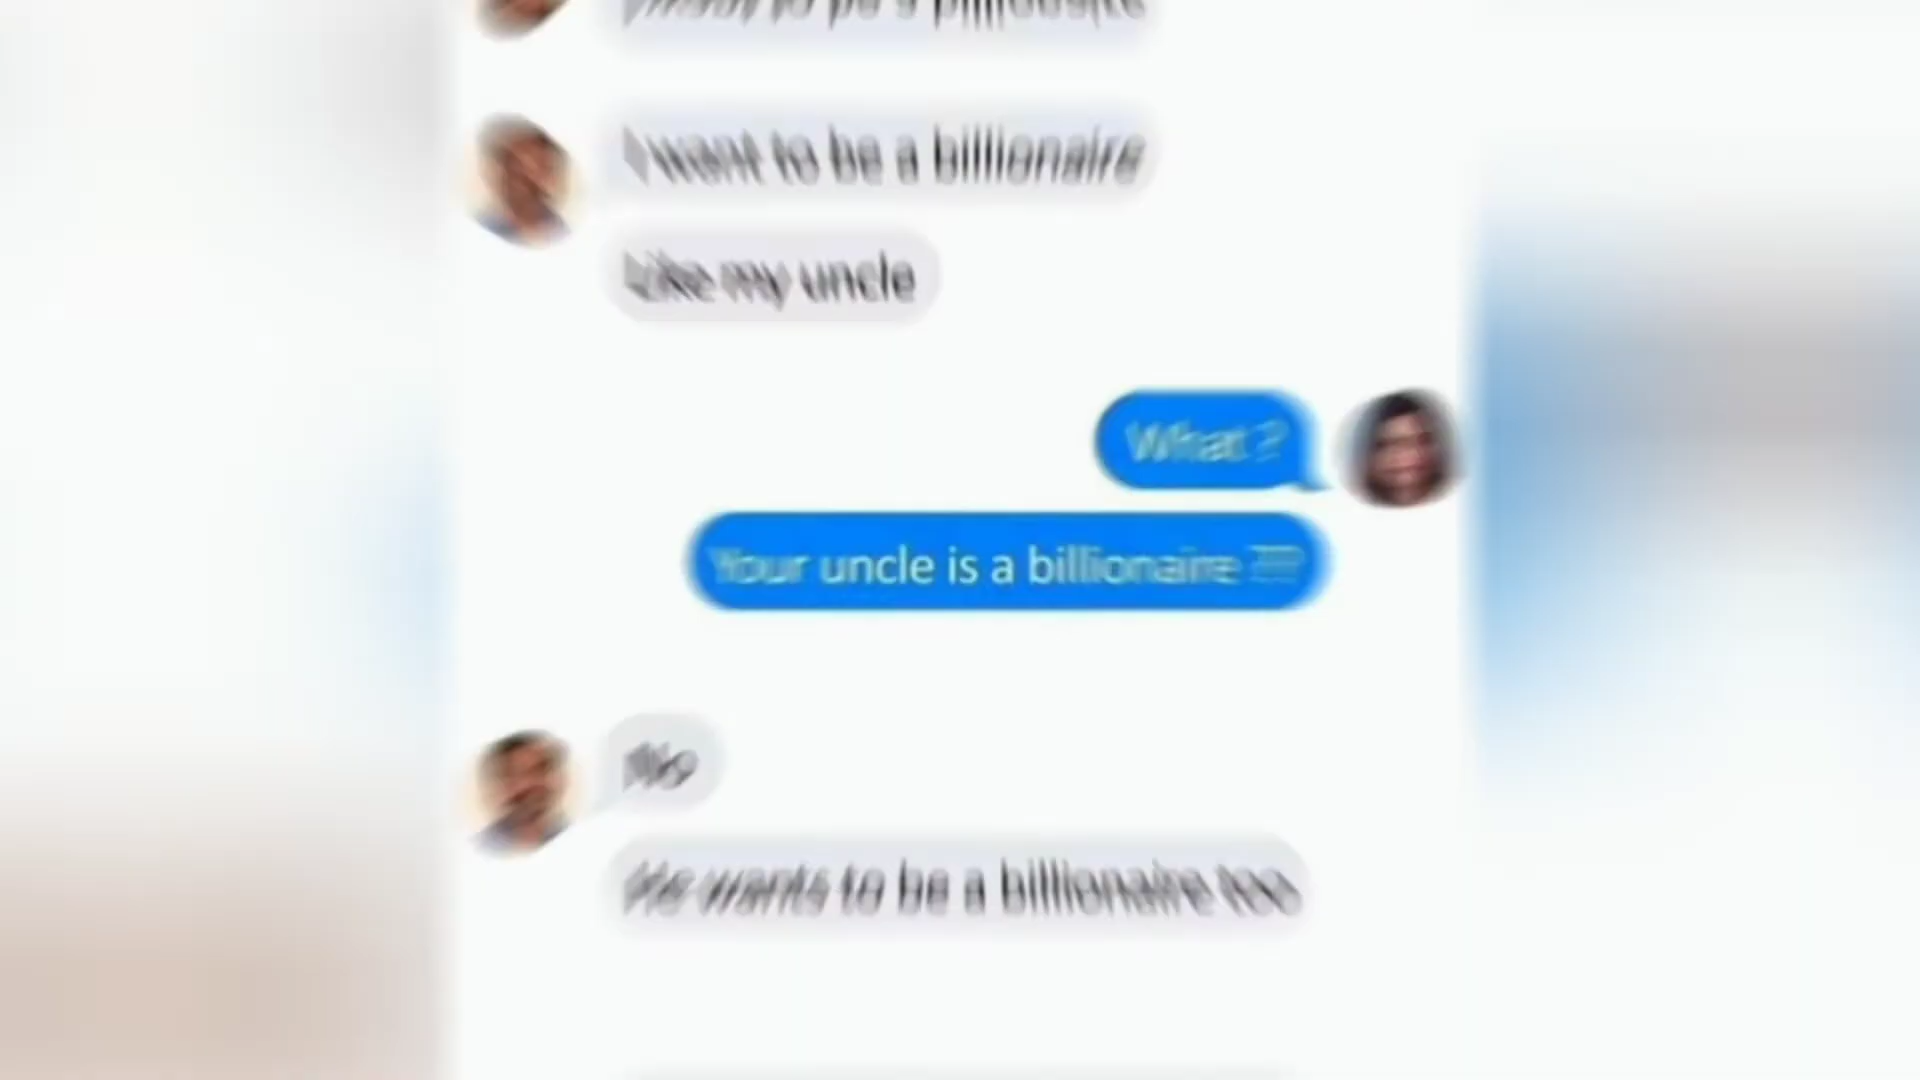 I want to be a billionaire
Like my uncle
What ?
Your uncle is a billionaire
No
He wants to be a billionaire too